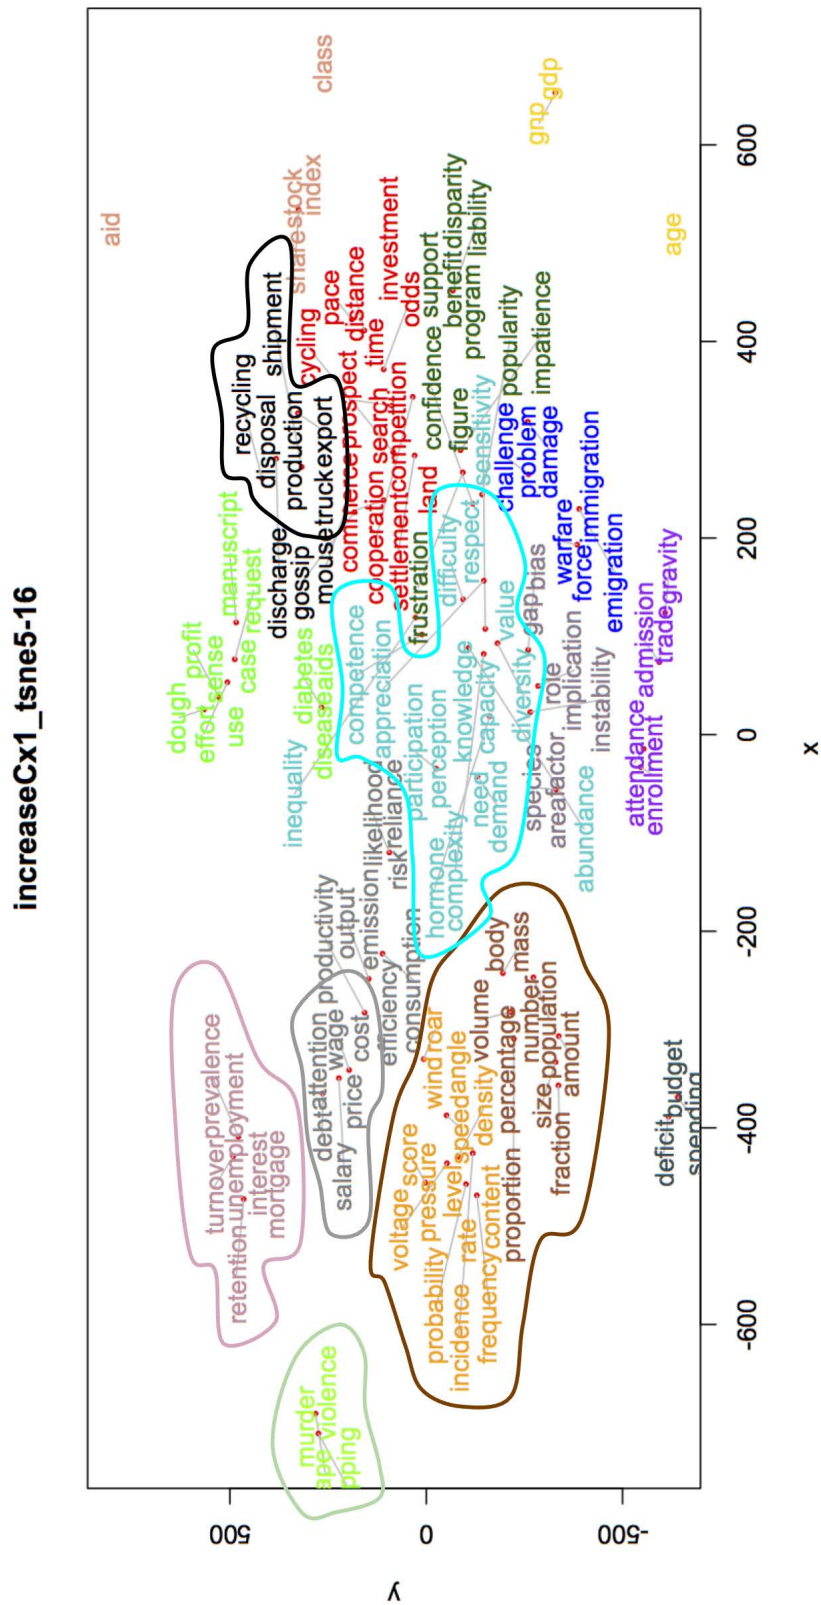 increaseCx1_tsne5-16
aid
class
share
stock
index
gnp
gdp
age
recycling
shipment
disposal
production
export
truck
mouse
gossip
discharge
cycling
pace
distance
investment
odds
time
prospect
commerce
search
cooperation
competition
settlement
land
support
confidence
benefit
disparity
program
liability
figure
popularity
impatience
frustration
sensitivity
difficulty
respect
value
challenge
problem
damage
warfare
force
immigration
emigration
gap
bias
manuscript
request
profit
sense
case
dough
effort
use
diabetes
disease
aids
inequality
competence
appreciation
participation
perception
knowledge
capacity
diversity
need
demand
hormone
complexity
role
implication
instability
species
area
factor
abundance
gravity
trade
admission
attendance
enrollment
likelihood
reliance
risk
emission
productivity
output
efficiency
consumption
attention
debt
wage
cost
price
salary
prevalence
turnover
unemployment
interest
mortgage
retention
body
mass
volume
number
population
percentage
size
amount
fraction
proportion
roar
wind
angle
speed
density
score
voltage
pressure
level
rate
content
probability
frequency
incidence
budget
deficit
spending
murder
ape
violence
pping
-600
-400
-200
0
200
400
600
x
500
0
-500
y